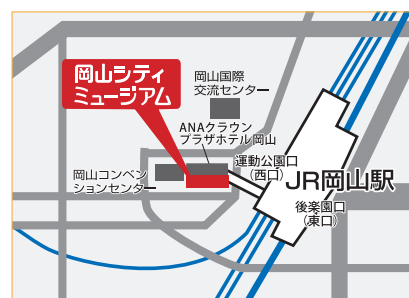 岡山シティ
ミュージアム
岡山国際
交流センター
ANAクラウン
プラザホテル岡山
運動公園口
(西口)
岡山コンベン
ションセンター
JR岡山駅
後楽園口
(東口)